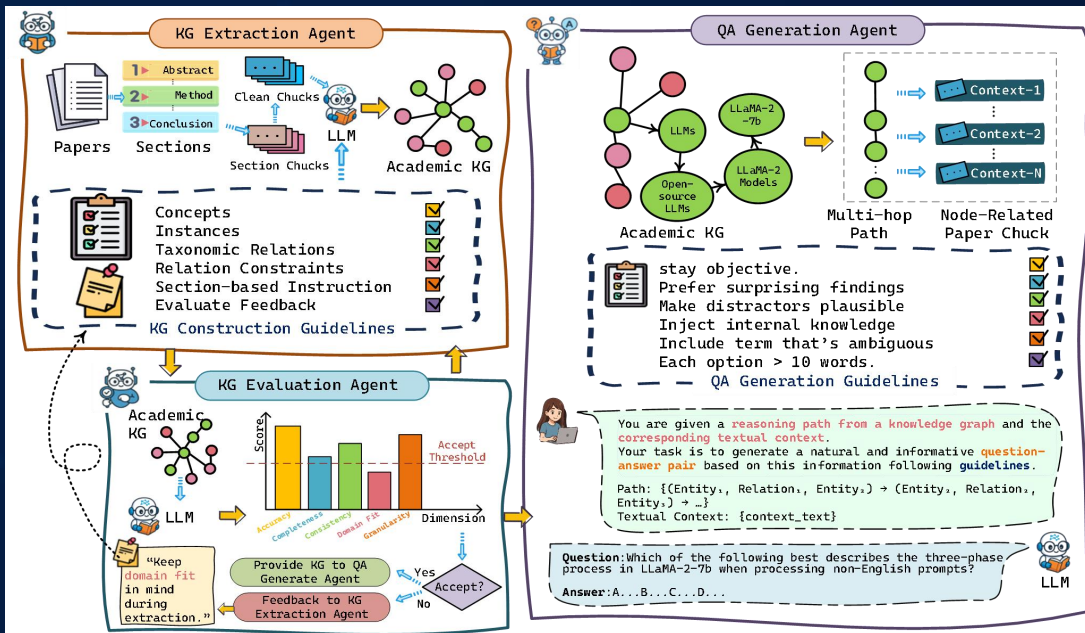 KG Extraction Agent
1 Abstract
2 Method
3 Conclusion
Papers
Sections
Clean Chucks
Section Chucks
LLM
Academic KG
Concepts
Instances
Taxonomic Relations
Relation Constraints
Section-based Instruction
Evaluate Feedback
KG Construction Guidelines
KG Evaluation Agent
Academic
KG
LLM
Score
Accept
Threshold
Accuracy
Completeness
Consistency
Domain Fit
Granularity
Dimension
Provide KG to QA
Generate Agent
Yes
No
Accept?
Feedback to KG
Extraction Agent
"Keep
domain fit
in mind
during
extraction."
QA Generation Agent
? A
LLMs
LLaMA-2
-7b
Open-
source
LLMs
LLaMA-2
Models
Academic KG
Context-1
Context-2
Context-N
Multi-hop
Path
Node-Related
Paper Chuck
stay objective.
Prefer surprising findings
Make distractors plausible
Inject internal knowledge
Include term that's ambiguous
Each option > 10 words.
QA Generation Guidelines
You are given a reasoning path from a knowledge graph and the
corresponding textual context.
Your task is to generate a natural and informative question-
answer pair based on this information following guidelines.
Path: {(Entity₁, Relation₁, Entity₂) → (Entity₂, Relation₂,
Entity₃) → …}
Textual Context: {context_text}
Question:Which of the following best describes the three-phase
process in LLaMA-2-7b when processing non-English prompts?
Answer:A...B...C...D...
LLM